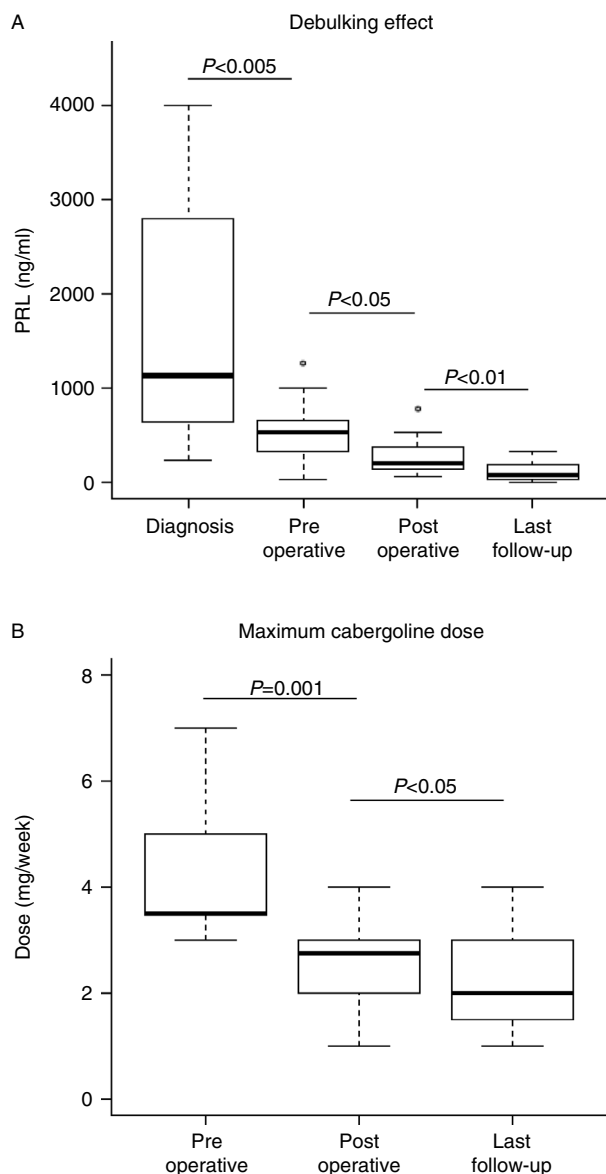 A
Debulking effect
P<0.005
4000
3000
P<0.05
2000
PRL (ng/ml)
P<0.01
1000
0
Diagnosis
Pre
operative
Post
operative
Last
follow-up
B
Maximum cabergoline dose
8
P=0.001
6
P<0.05
4
Dose (mg/week)
2
0
Pre
operative
Post
operative
Last
follow-up